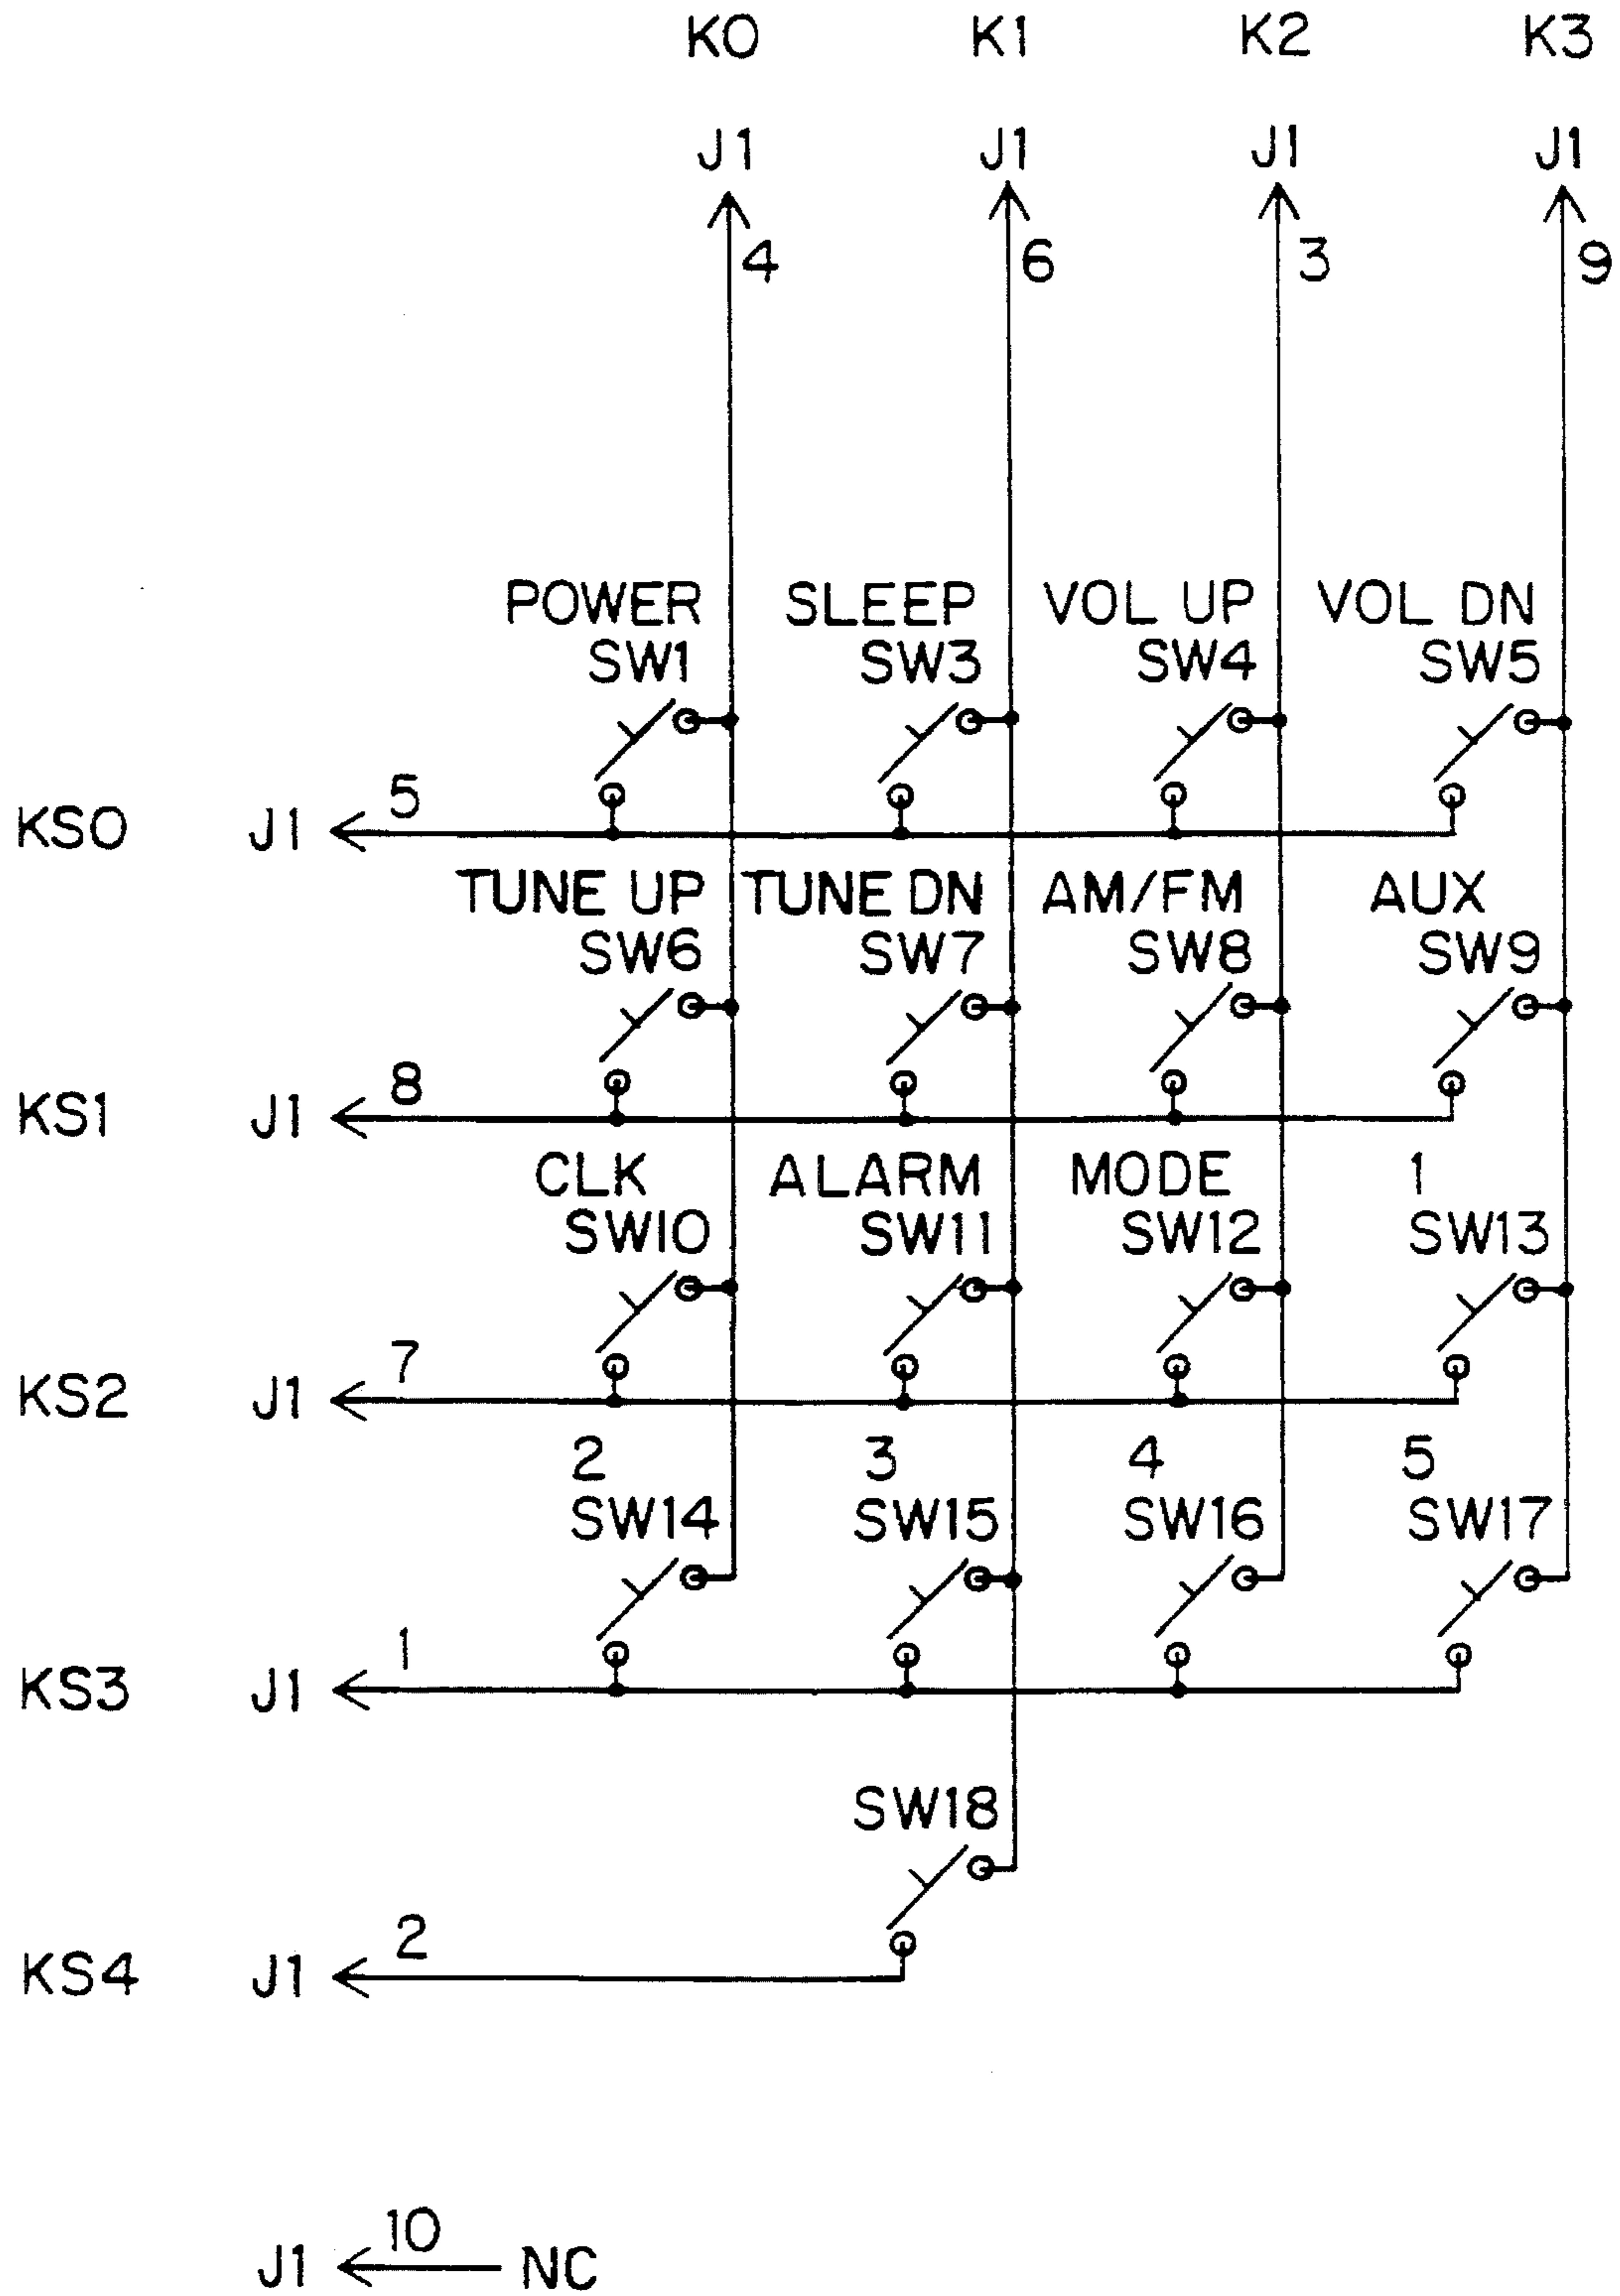 K0 K1 K2 K3
J1 J1 J1 J1
4 6 3 9
POWER SLEEP VOL UP VOL DN
SW1 SW3 SW4 SW5
5
KS0 J1
TUNE UP TUNE DN AM/FM AUX
SW6 SW7 SW8 SW9
8
KS1 J1
CLK ALARM MODE 1
SW10 SW11 SW12 SW13
7
KS2 J1
2 3 4 5
SW14 SW15 SW16 SW17
1
KS3 J1
SW18
2
KS4 J1
10
J1 NC